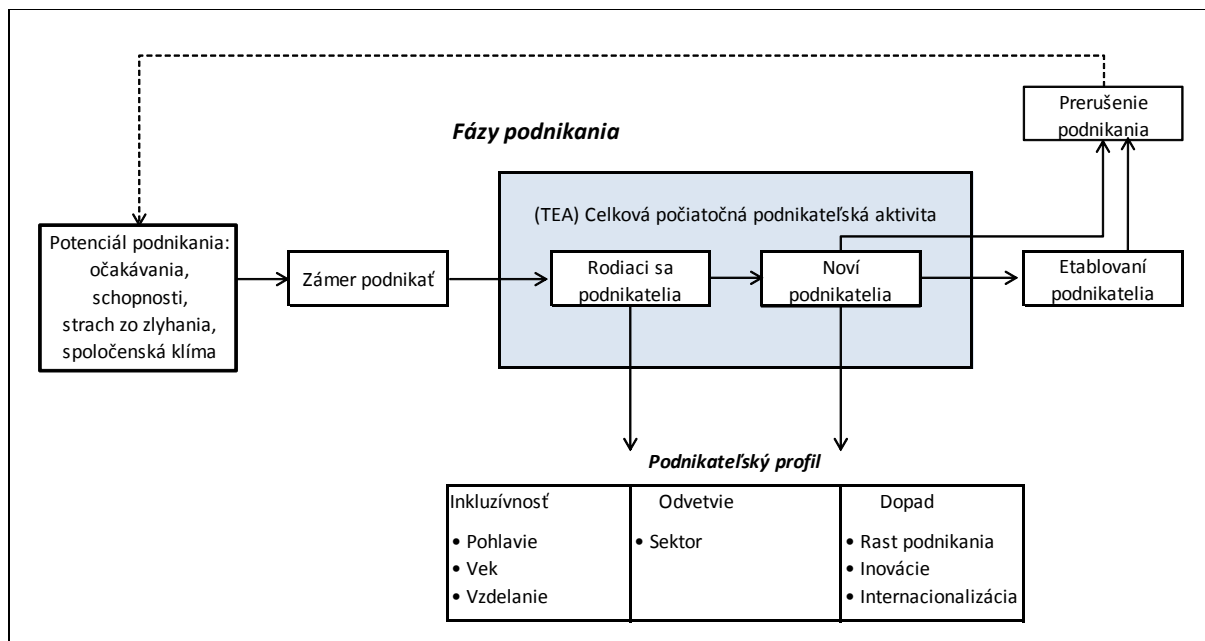 Prerušenie
podnikania
Fázy podnikania
(TEA) Celková počiatočná podnikateľská aktivita
Potenciál podnikania:
očakávania,
schopnosti,
strach zo zlyhania,
spoločenská klíma
Zámer podnikať
Rodiaci sa
podnikatelia
Noví
podnikatelia
Etablovaní
podnikatelia
Podnikateľský profil
Inkluzívnosť
• Pohlavie
• Vek
• Vzdelanie
Odvetvie
• Sektor
Dopad
• Rast podnikania
• Inovácie
• Internacionalizácia